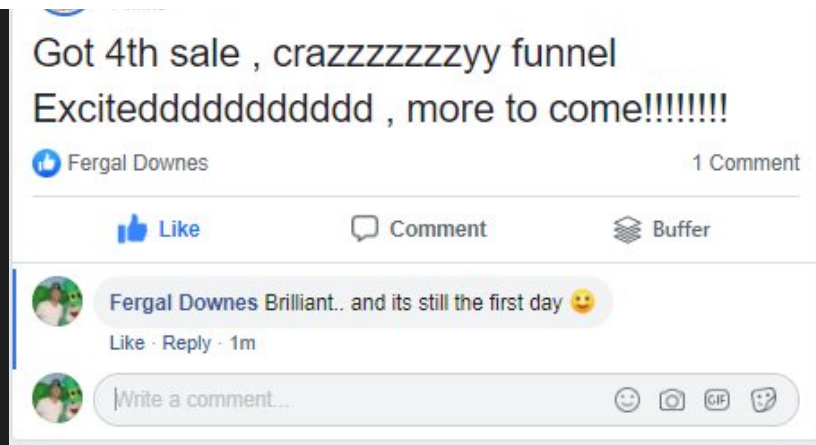 Got 4th sale , crazzzzzzzyy funnel
Exciteddddddddddd , more to come!!!!!!!!
Fergal Downes
1 Comment
Like
Comment
Buffer
Fergal Downes Brilliant.. and its still the first day
Like · Reply · 1m
Write a comment...
GIF